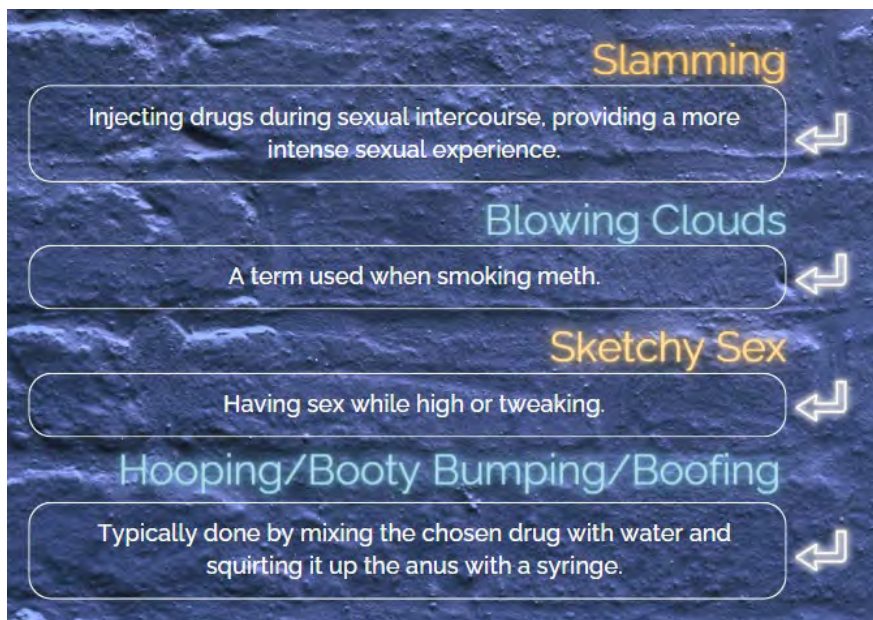 Slamming
Injecting drugs during sexual intercourse, providing a more
intense sexual experience.
Blowing Clouds
A term used when smoking meth.
Sketchy Sex
Having sex while high or tweaking.
Hooping/Booty Bumping/Boofing
Typically done by mixing the chosen drug with water and
squirting it up the anus with a syringe.